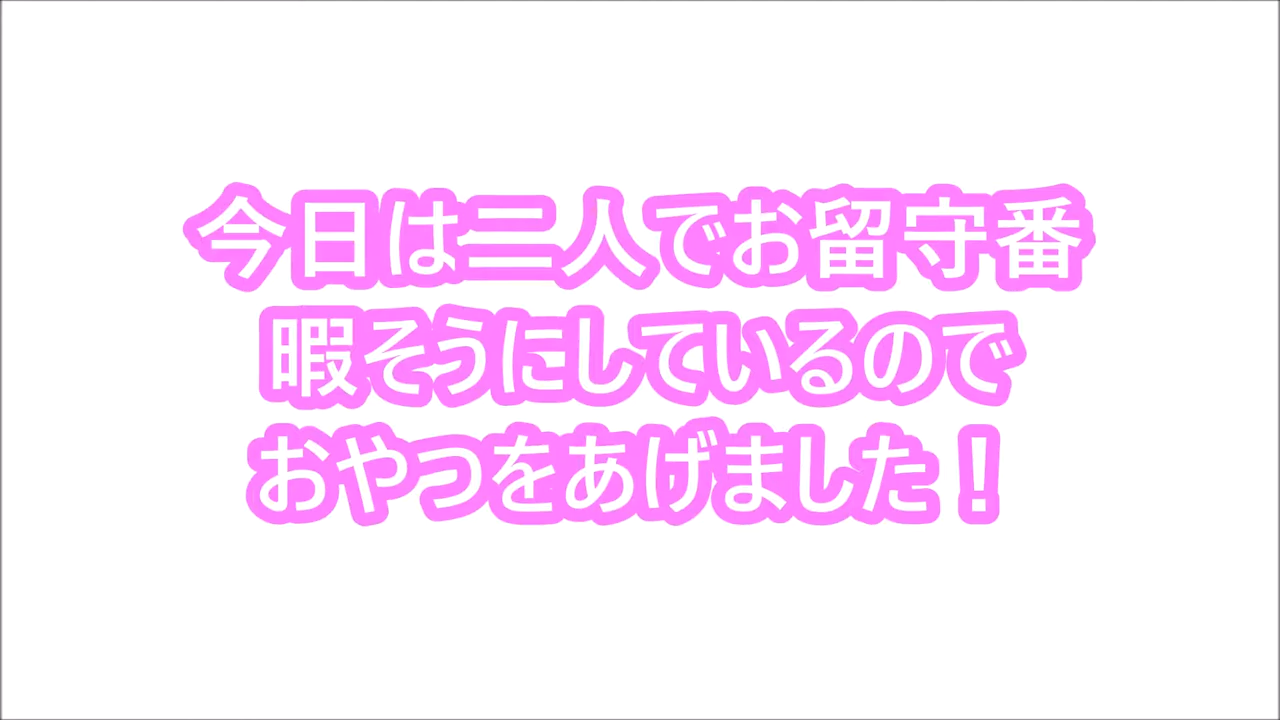 今日は二人でお留守番
暇そうにしているので
おやつをあげました！